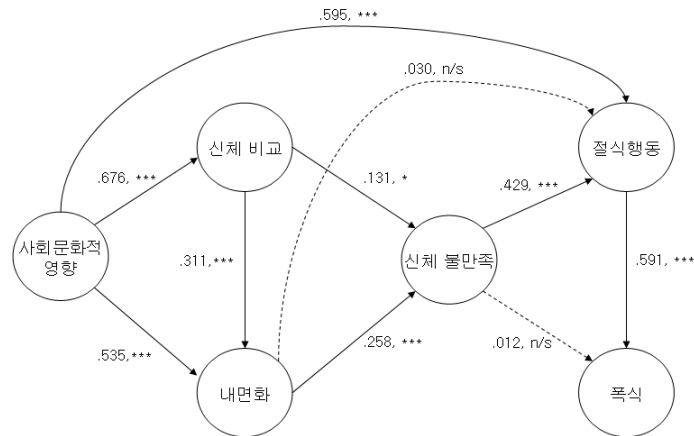 .595, ***
.030, n/s
신체 비교
절식행동
.676, ***
.131, *
.429, ***
사회문화적
영향
.311,***
신체 불만족
.591, ***
.535,***
.258, ***
.012, n/s
내면화
폭식